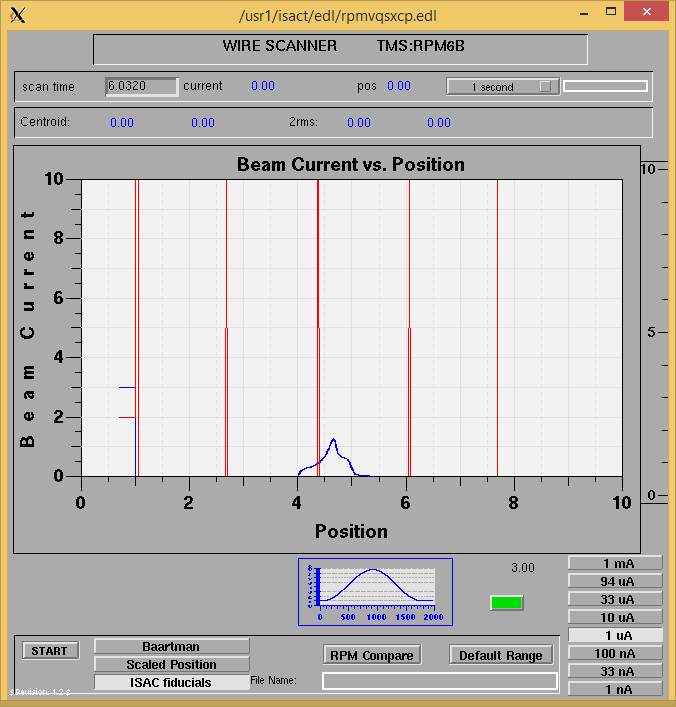 /usr1/isact/edl/rpmvqsxcp.edl
WIRE SCANNER TMS:RPM6B
scan time 6.0320 current 0.00 pos 0.00 1 second
Centroid: 0.00 0.00 2rms: 0.00 0.00
Beam Current vs. Position
10
8
6
4
2
0
Beam Current
0 2 4 6 8 10
Position
10
5
0
8
0 500 1000 1500 2000
3.00
1 mA
94 uA
33 uA
10 uA
1 uA
100 nA
33 nA
1 nA
START
Baartman
Scaled Position
ISAC fiducials
RPM Compare
Default Range
File Name:
$Revision: 1.2 $